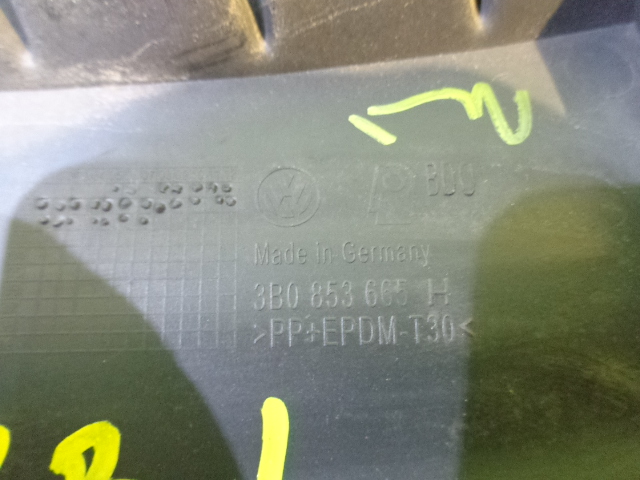 Made in Germany
3B0 853 665 H
>PP+EPDM-T30<